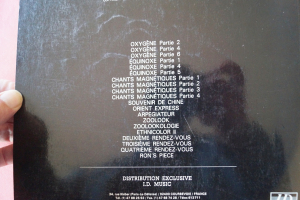 OXYGÈNE Partie 2
OXYGÈNE Partie 4
OXYGÈNE Partie 6
ÉQUINOXE Partie 1
ÉQUINOXE Partie 4
ÉQUINOXE Partie 5
CHANTS MAGNÉTIQUES Partie 1
CHANTS MAGNÉTIQUES Partie 2
CHANTS MAGNÉTIQUES Partie 3
CHANTS MAGNÉTIQUES Partie 4
SOUVENIR DE CHINE
ORIENT EXPRESS
ARPEGIATEUR
ZOOLOOK
ZOOLOOKOLOGIE
ETHNICOLOR II
DEUXIÈME RENDEZ-VOUS
TROISIÈME RENDEZ-VOUS
QUATRIÈME RENDEZ-VOUS
RON'S PIECE
DISTRIBUTION EXCLUSIVE
I.D. MUSIC